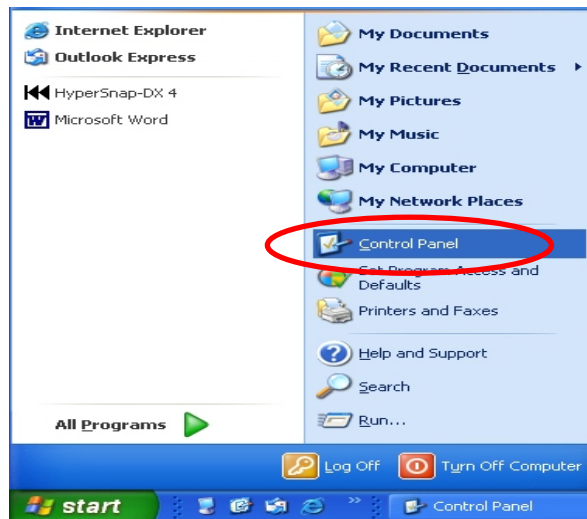 Internet Explorer
Outlook Express
HyperSnap-DX 4
Microsoft Word
All Programs
My Documents
My Recent Documents
My Pictures
My Music
My Computer
My Network Places
Control Panel
Set Program Access and
Defaults
Printers and Faxes
Help and Support
Search
Run...
Log Off
Turn Off Computer
start
Control Panel